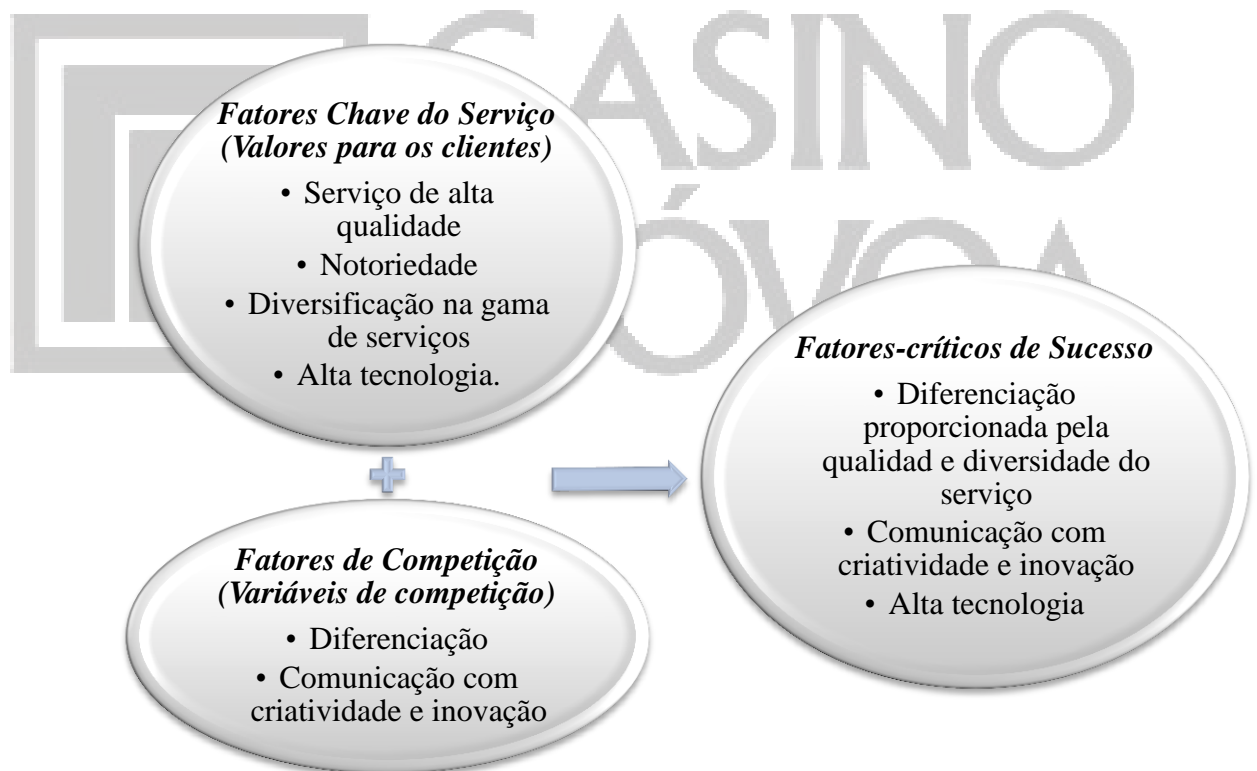 CASINO
PÓVOA
Fatores Chave do Serviço
(Valores para os clientes)
• Serviço de alta
qualidade
• Notoriedade
• Diversificação na gama
de serviços
• Alta tecnologia.
Fatores de Competição
(Variáveis de competição)
• Diferenciação
• Comunicação com
criatividade e inovação
Fatores-críticos de Sucesso
• Diferenciação
proporcionada pela
qualidad e diversidade do
serviço
• Comunicação com
criatividade e inovação
• Alta tecnologia